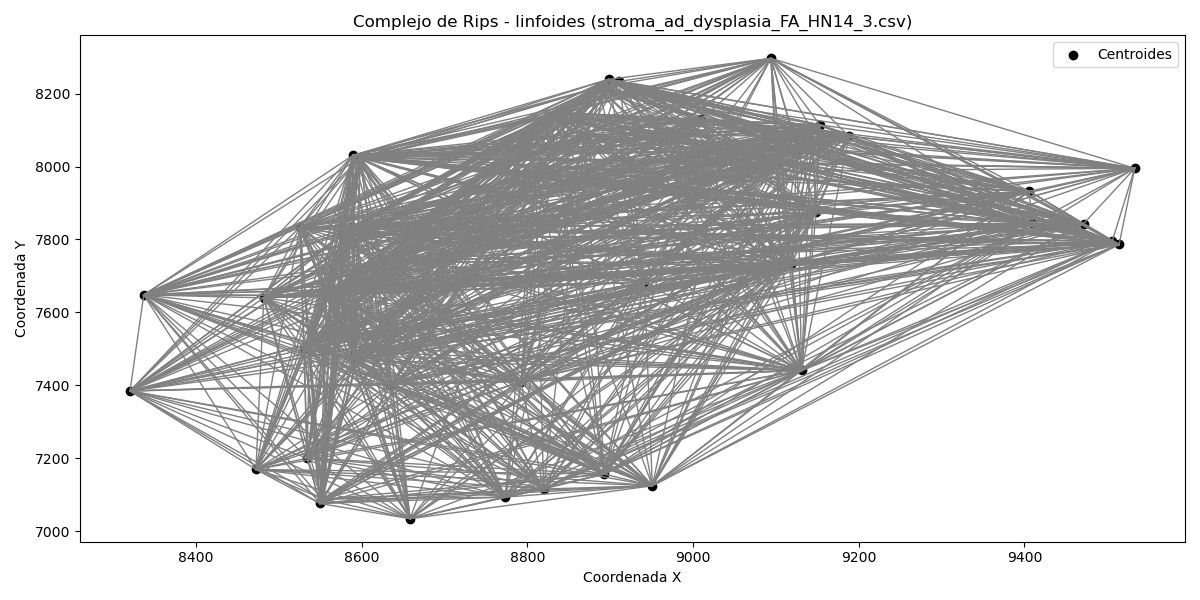 Complejo de Rips - linfoides (stroma_ad_dysplasia_FA_HN14_3.csv)
Centroides
Coordenada Y
8200
8000
7800
7600
7400
7200
7000
8400 8600 8800 9000 9200 9400
Coordenada X